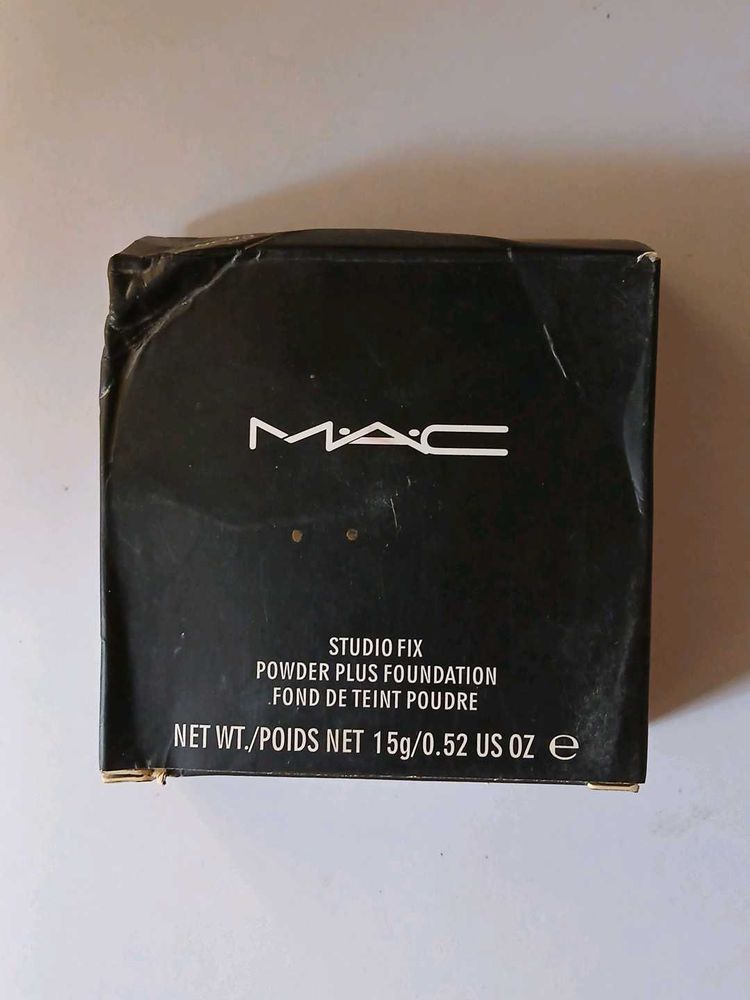 M·A·C
STUDIO FIX
POWDER PLUS FOUNDATION
FOND DE TEINT POUDRE
NET WT./POIDS NET 15g/0.52 US OZ ℮